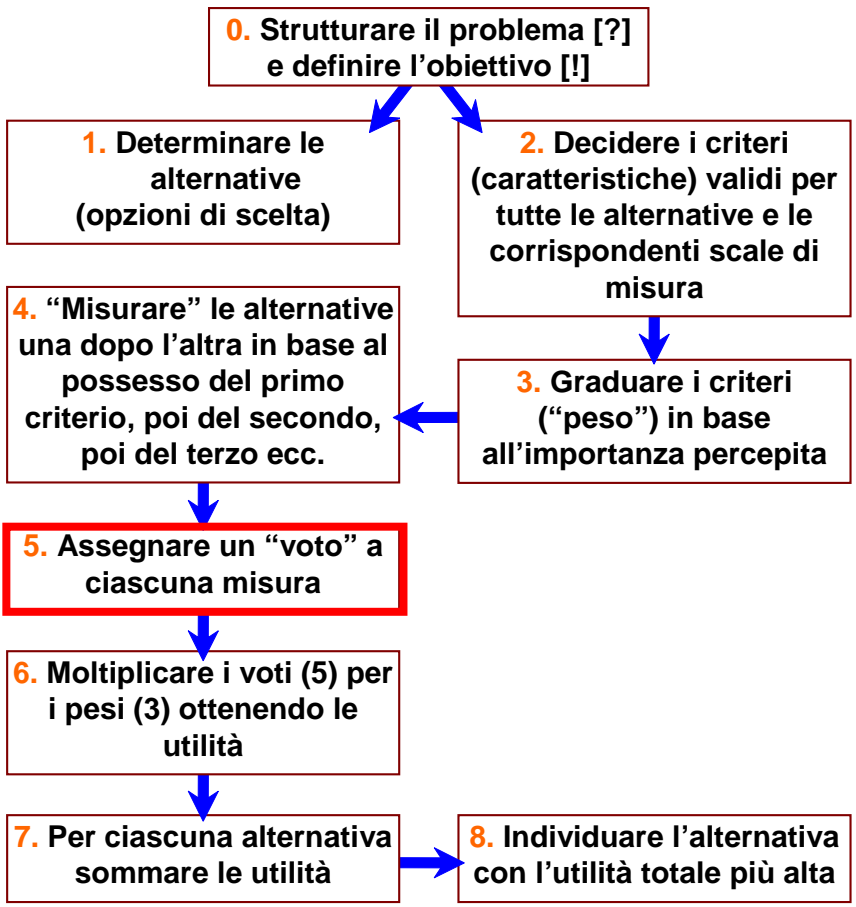 0. Strutturare il problema [?]
e definire l’obiettivo [!]
1. Determinare le
alternative
(opzioni di scelta)
2. Decidere i criteri
(caratteristiche) validi per
tutte le alternative e le
corrispondenti scale di
misura
3. Graduare i criteri
(“peso”) in base
all’importanza percepita
4. “Misurare” le alternative
una dopo l’altra in base al
possesso del primo
criterio, poi del secondo,
poi del terzo ecc.
5. Assegnare un “voto” a
ciascuna misura
6. Moltiplicare i voti (5) per
i pesi (3) ottenendo le
utilità
7. Per ciascuna alternativa
sommare le utilità
8. Individuare l’alternativa
con l’utilità totale più alta